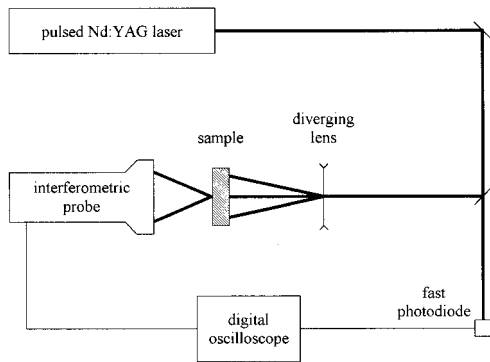 pulsed Nd:YAG laser
sample
diverging
lens
interferometric
probe
digital
oscilloscope
fast
photodiode